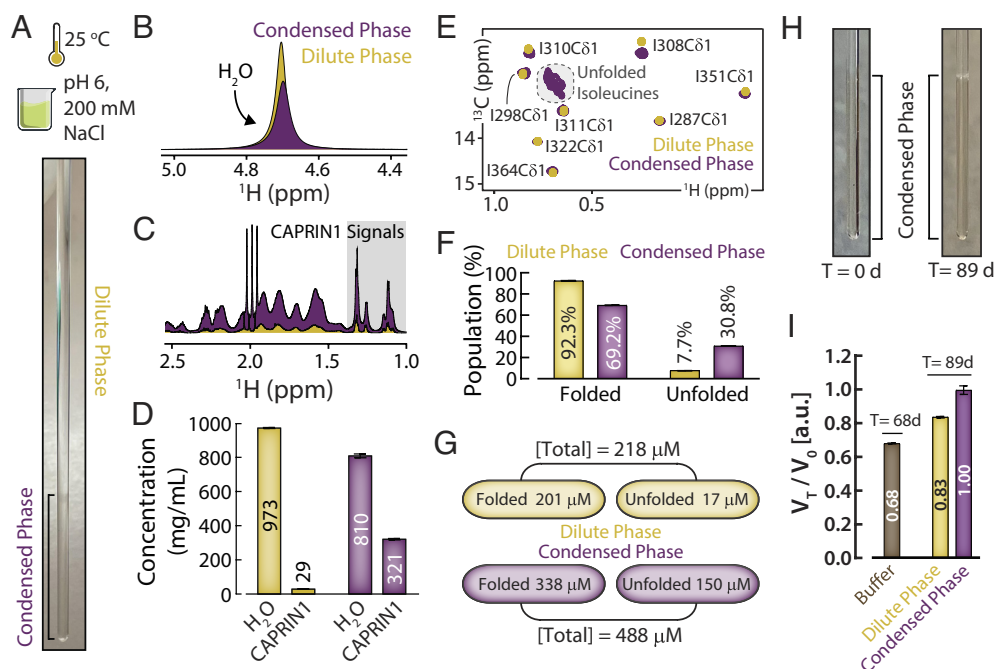 A
25 °C
pH 6,
200 mM
NaCl
Dilute Phase
Condensed Phase
B
Condensed Phase
Dilute Phase
H₂O
5.0 4.8 4.6 4.4
¹H (ppm)
C
CAPRIN1 Signals
2.5 2.0 1.5 1.0
¹H (ppm)
D
Concentration
(mg/mL)
1000
800
600
400
200
0
973
29
810
321
H₂O
CAPRIN1
H₂O
CAPRIN1
E
¹³C (ppm)
14
15
I310Cδ1
I308Cδ1
Unfolded
Isoleucines
I351Cδ1
I298Cδ1
I311Cδ1
I287Cδ1
I322Cδ1
I364Cδ1
Dilute Phase
Condensed Phase
¹H (ppm)
1.0 0.5
F
Dilute Phase Condensed Phase
Population (%)
100
80
60
40
20
0
92.3%
69.2%
7.7%
30.8%
Folded Unfolded
G
[Total] = 218 μM
Folded 201 μM Unfolded 17 μM
Dilute Phase
Condensed Phase
Folded 338 μM Unfolded 150 μM
[Total] = 488 μM
H
Condensed Phase
T = 0 d T = 89 d
I
V_T / V₀ [a.u.]
1.2
1.0
0.8
0.6
0.4
0.2
0.0
T= 68d
T= 89d
0.68
0.83
1.00
Buffer
Dilute Phase
Condensed Phase